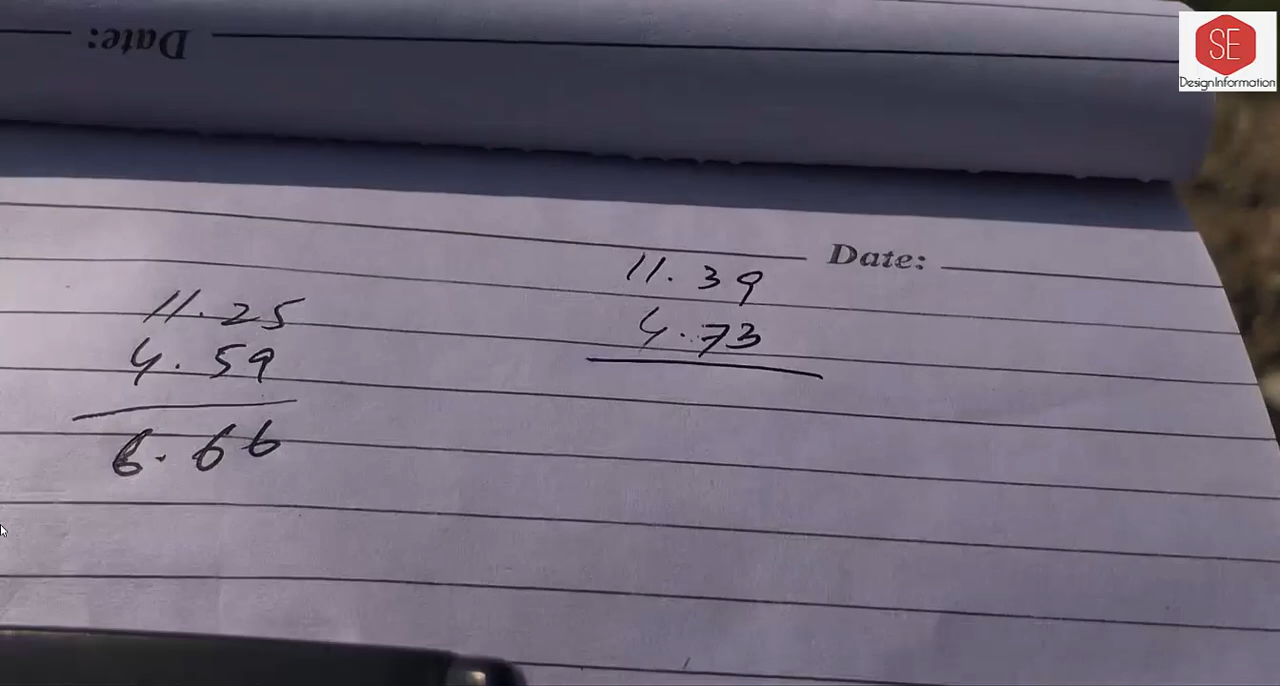 Date:
SE
DesignInformation
Date:
11.25
4.59
6.66
11.39
4.73